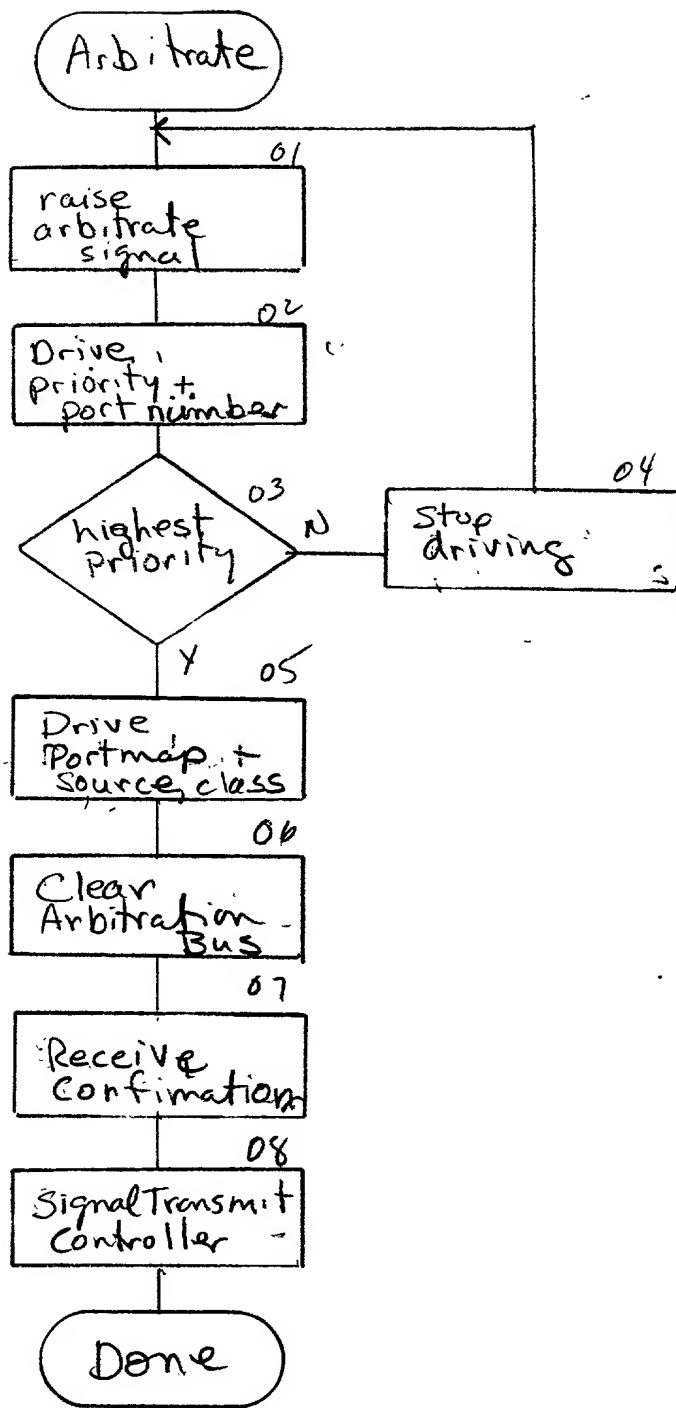 Arbitrate
01
raise
arbitrate
signal
02
Drive
priority +
port number
03
highest
priority
N
04
Stop
driving
Y
05
Drive
Portmap +
source, class
06
Clear
Arbitration
Bus
07
Receive
Confimation
08
Signal Transmit
Controller
Done